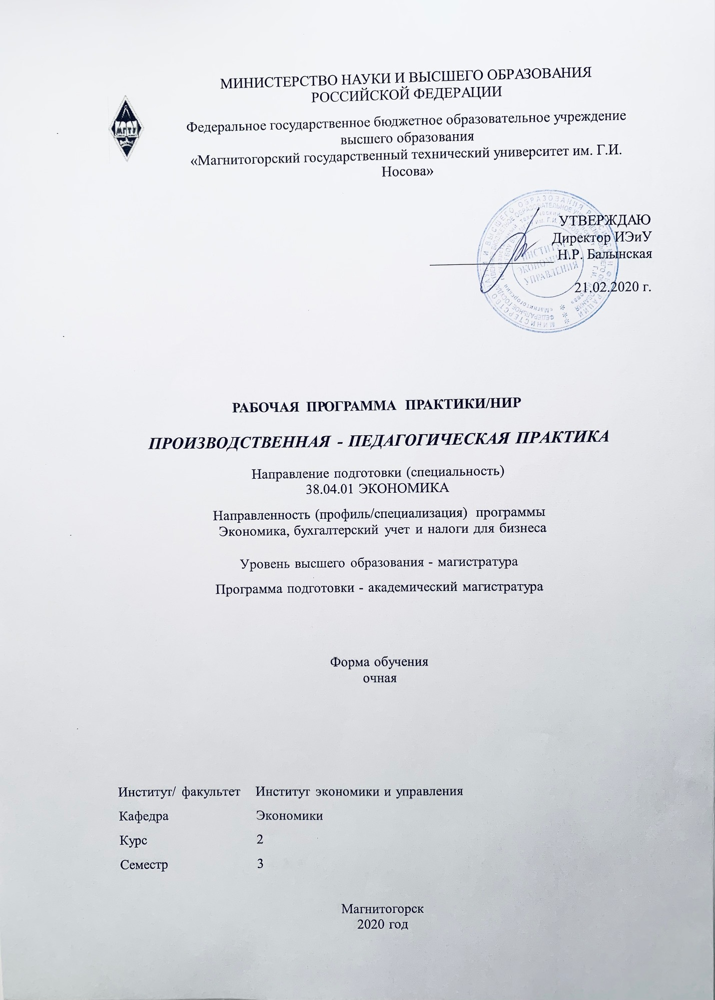 МИНИСТЕРСТВО НАУКИ И ВЫСШЕГО ОБРАЗОВАНИЯ
РОССИЙСКОЙ ФЕДЕРАЦИИ
МГТУ
Федеральное государственное бюджетное образовательное учреждение
высшего образования
«Магнитогорский государственный технический университет им. Г.И.
Носова»
УТВЕРЖДАЮ
Директор ИЭиУ
Н.Р. Балынская
21.02.2020 г.
ИНСТИТУТ
ЭКОНОМИКИ И
УПРАВЛЕНИЯ
РАБОЧАЯ ПРОГРАММА ПРАКТИКИ/НИР
ПРОИЗВОДСТВЕННАЯ - ПЕДАГОГИЧЕСКАЯ ПРАКТИКА
Направление подготовки (специальность)
38.04.01 ЭКОНОМИКА
Направленность (профиль/специализация) программы
Экономика, бухгалтерский учет и налоги для бизнеса
Уровень высшего образования - магистратура
Программа подготовки - академический магистратура
Форма обучения
очная
Институт/ факультет Институт экономики и управления
Кафедра Экономики
Курс 2
Семестр 3
Магнитогорск
2020 год